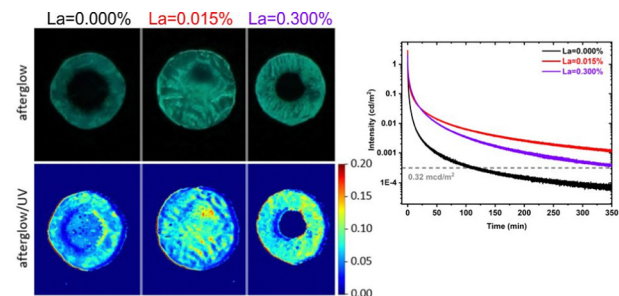 La=0.000% La=0.015% La=0.300%
afterglow
afterglow/UV
0.20
0.15
0.10
0.05
0.00
Intensity (cd/m²)
1
0.1
0.01
0.001
1E-4
La=0.000%
La=0.015%
La=0.300%
0.32 mcd/m²
0 50 100 150 200 250 300 350
Time (min)